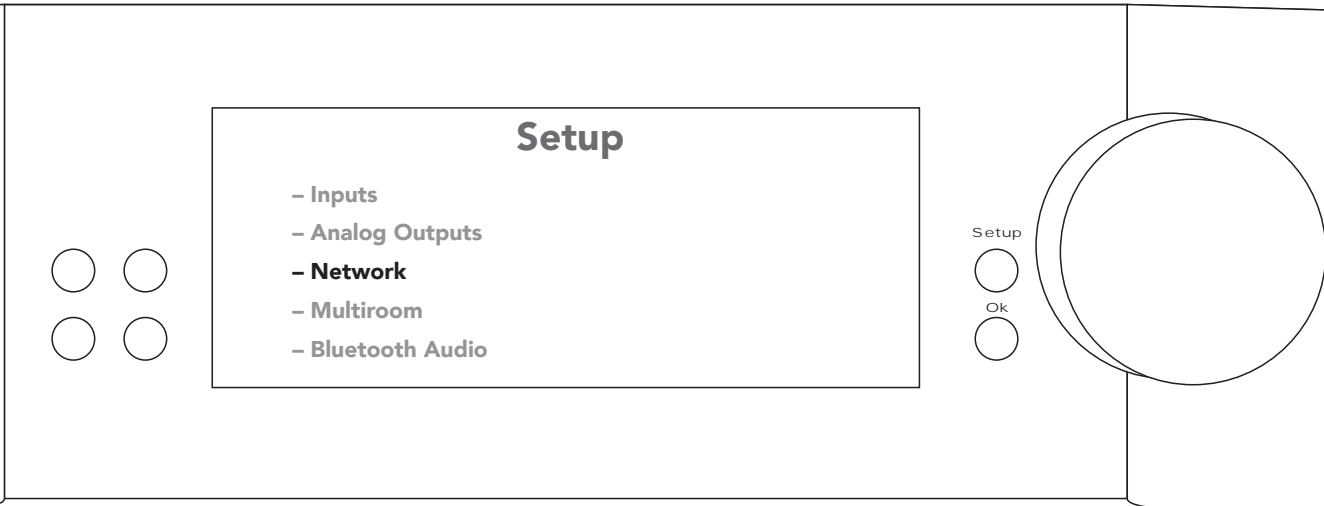 Setup
– Inputs
– Analog Outputs
– Network
– Multiroom
– Bluetooth Audio
Setup
Ok